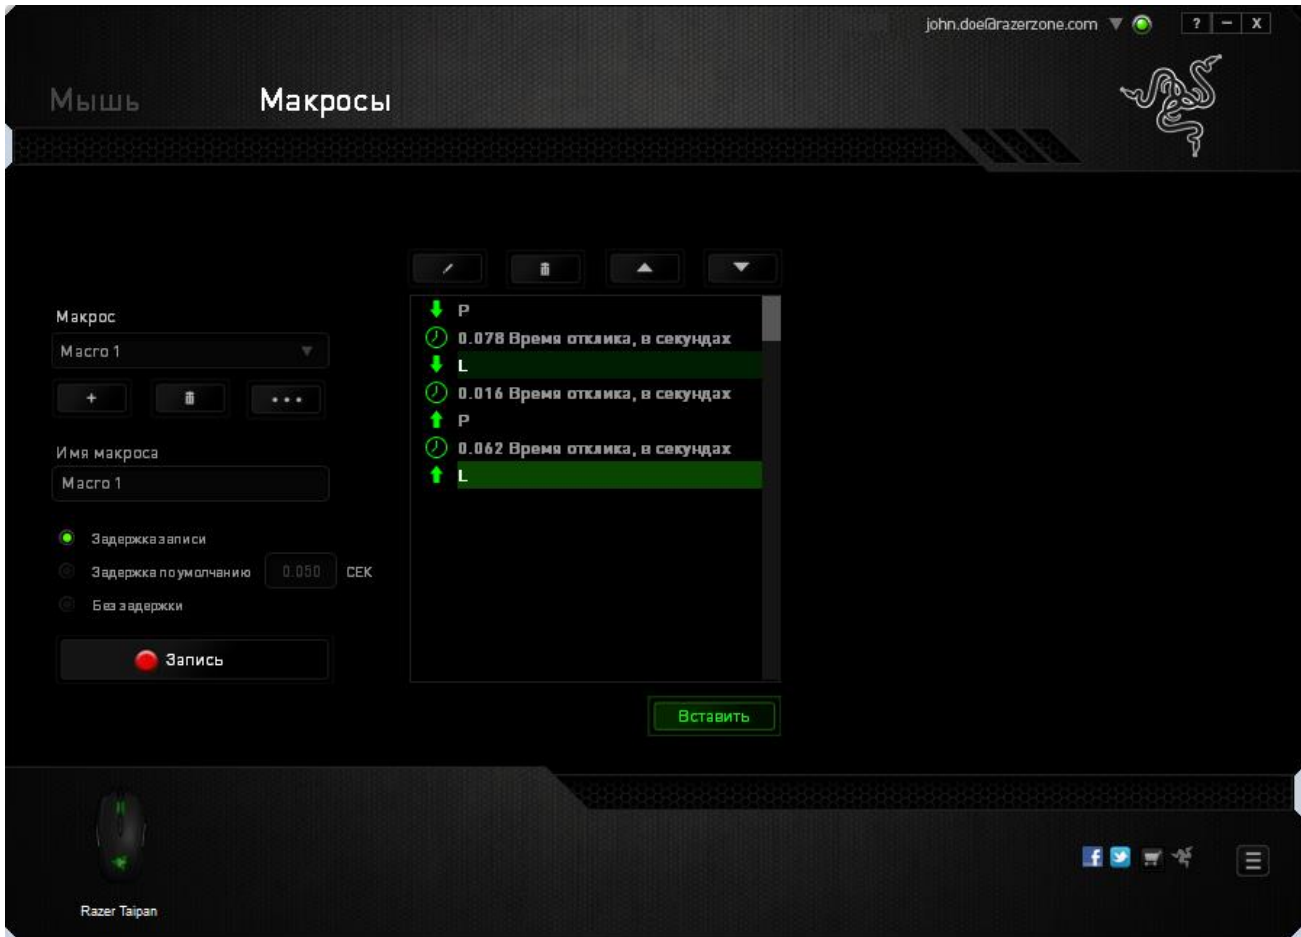 john.doe@razerzone.com
? - X
Мышь
Макросы
Макрос
Macro 1
Имя макроса
Macro 1
Задержка записи
Задержка по умолчанию 0.050 СЕК
Без задержки
Запись
P
0.078 Время отклика, в секундах
L
0.016 Время отклика, в секундах
P
0.062 Время отклика, в секундах
L
Вставить
Razer Taipan